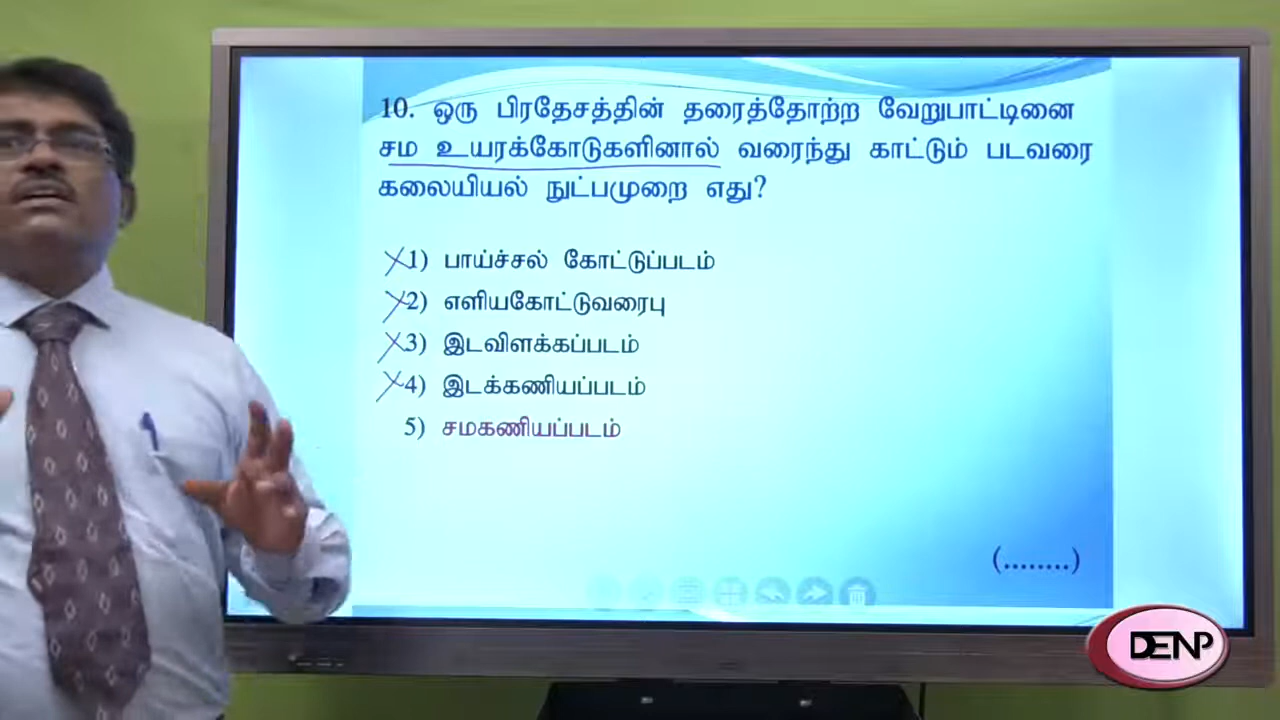 10. ஒரு பிரதேசத்தின் தரைத்தோற்ற வேறுபாட்டினை
சம உயரக்கோடுகளினால் வரைந்து காட்டும் படவரை
கலையியல் நுட்பமுறை எது?
1) பாய்ச்சல் கோட்டுப்படம்
2) எளியகோட்டுவரைபு
3) இடவிளக்கப்படம்
4) இடக்கணியப்படம்
5) சமகணியப்படம்
(........)
DENP